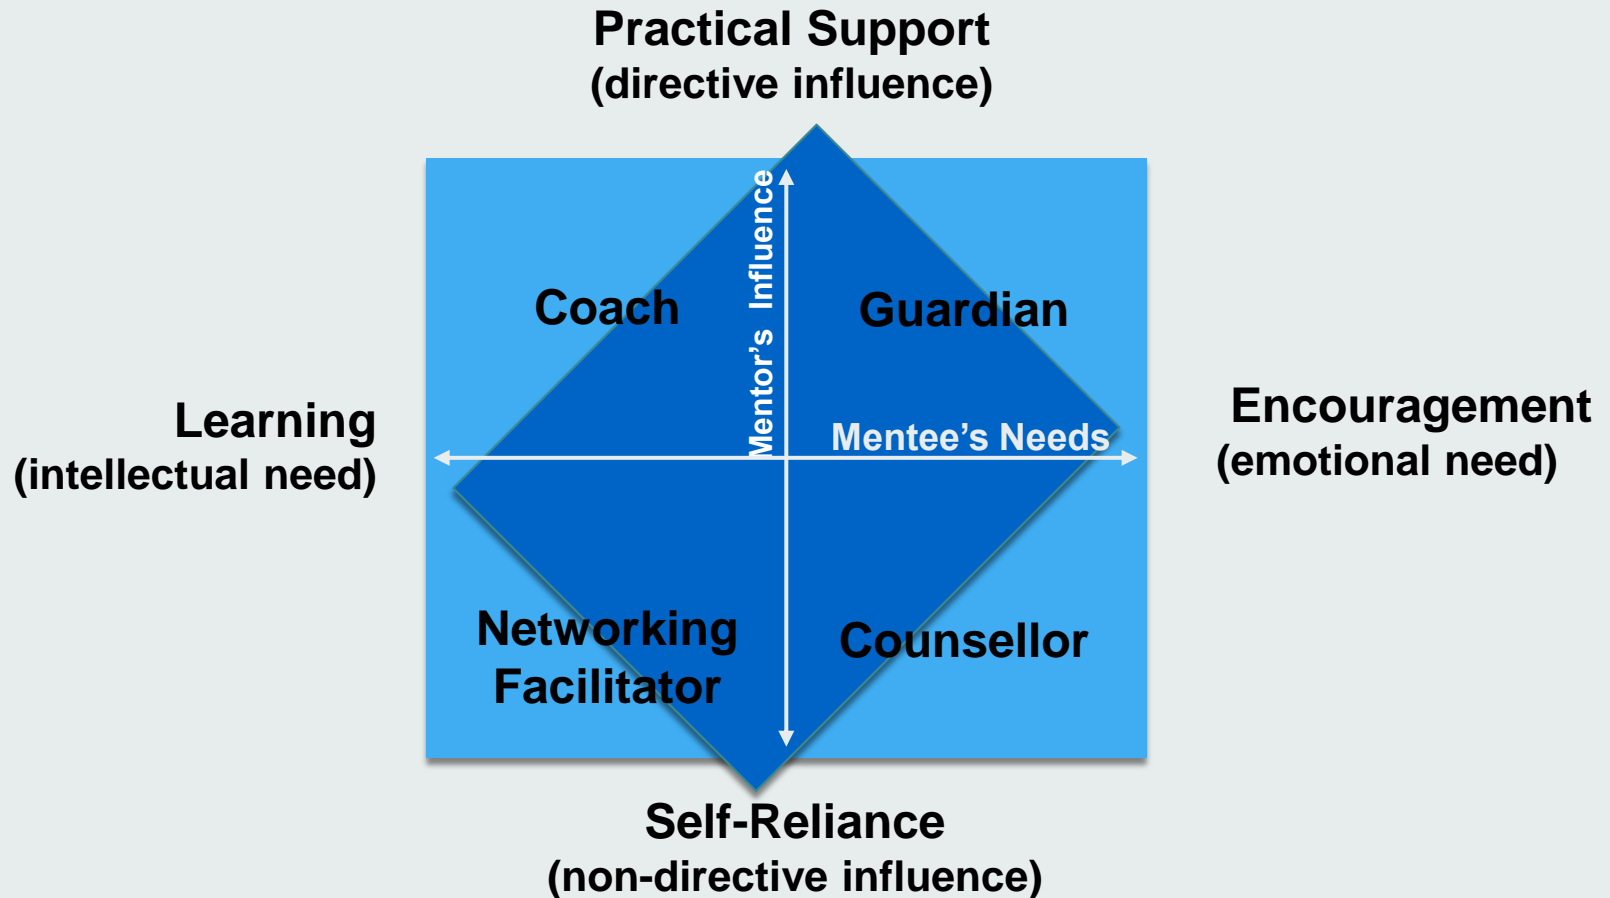 Practical Support
(directive influence)
Mentor’s Influence
Coach
Guardian
Learning
(intellectual need)
Mentee’s Needs
Encouragement
(emotional need)
Networking
Facilitator
Counsellor
Self-Reliance
(non-directive influence)